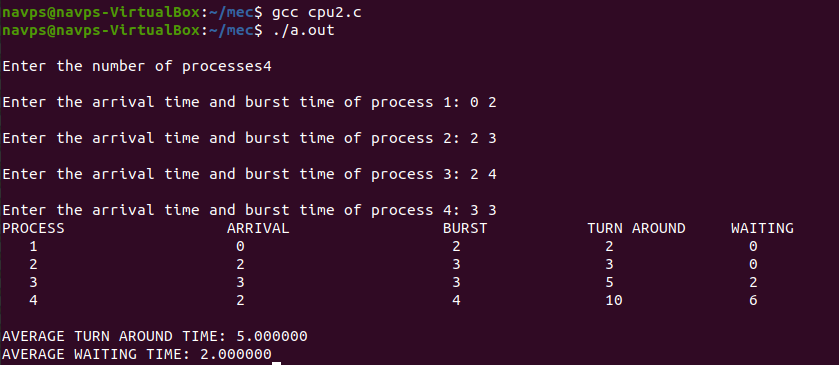 navps@navps-VirtualBox:~/mec$ gcc cpu2.c
navps@navps-VirtualBox:~/mec$ ./a.out
Enter the number of processes4
Enter the arrival time and burst time of process 1: 0 2
Enter the arrival time and burst time of process 2: 2 3
Enter the arrival time and burst time of process 3: 2 4
Enter the arrival time and burst time of process 4: 3 3
PROCESS ARRIVAL BURST TURN AROUND WAITING
1 0 2 2 0
2 2 3 3 0
3 3 3 5 2
4 2 4 10 6
AVERAGE TURN AROUND TIME: 5.000000
AVERAGE WAITING TIME: 2.000000